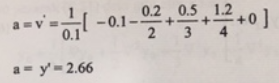 a = v' = 1/0.1 [ -0.1 - 0.2/2 + 0.5/3 + 1.2/4 + 0 ]
a = y' = 2.66